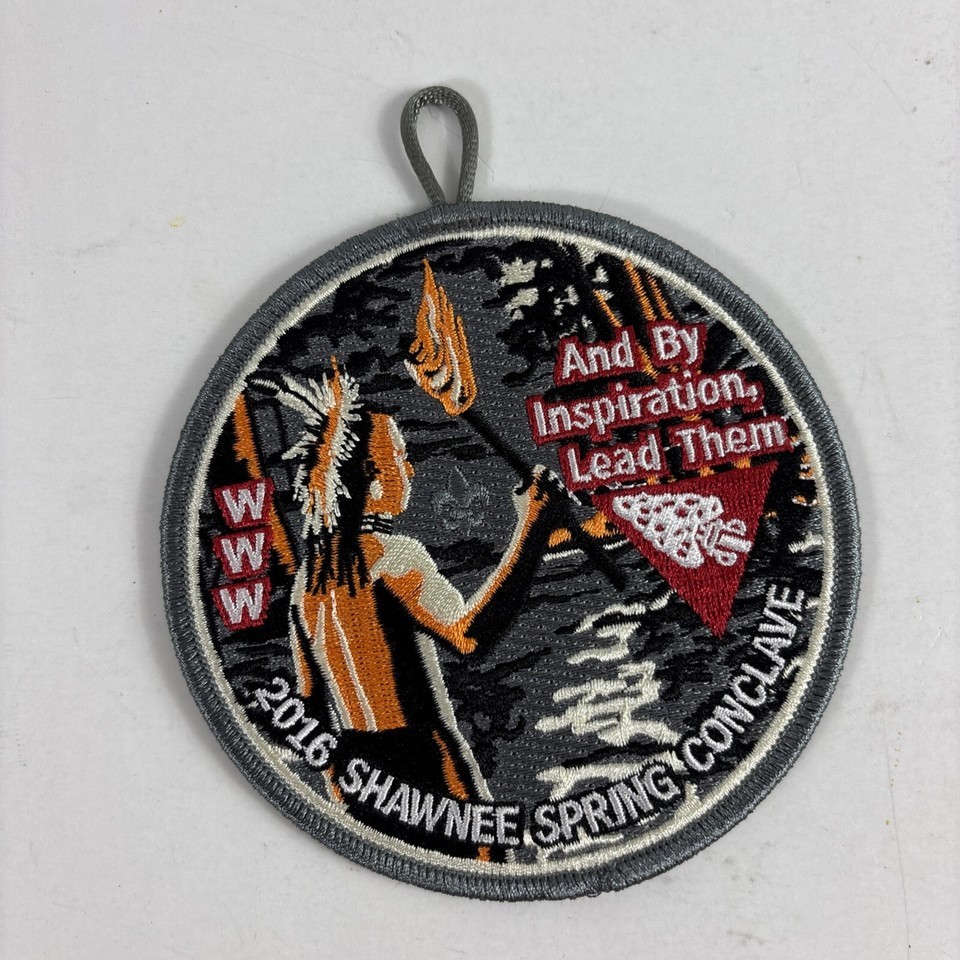 And By
Inspiration,
Lead Them
W
W
W
2016 SHAWNEE SPRING CONCLAVE